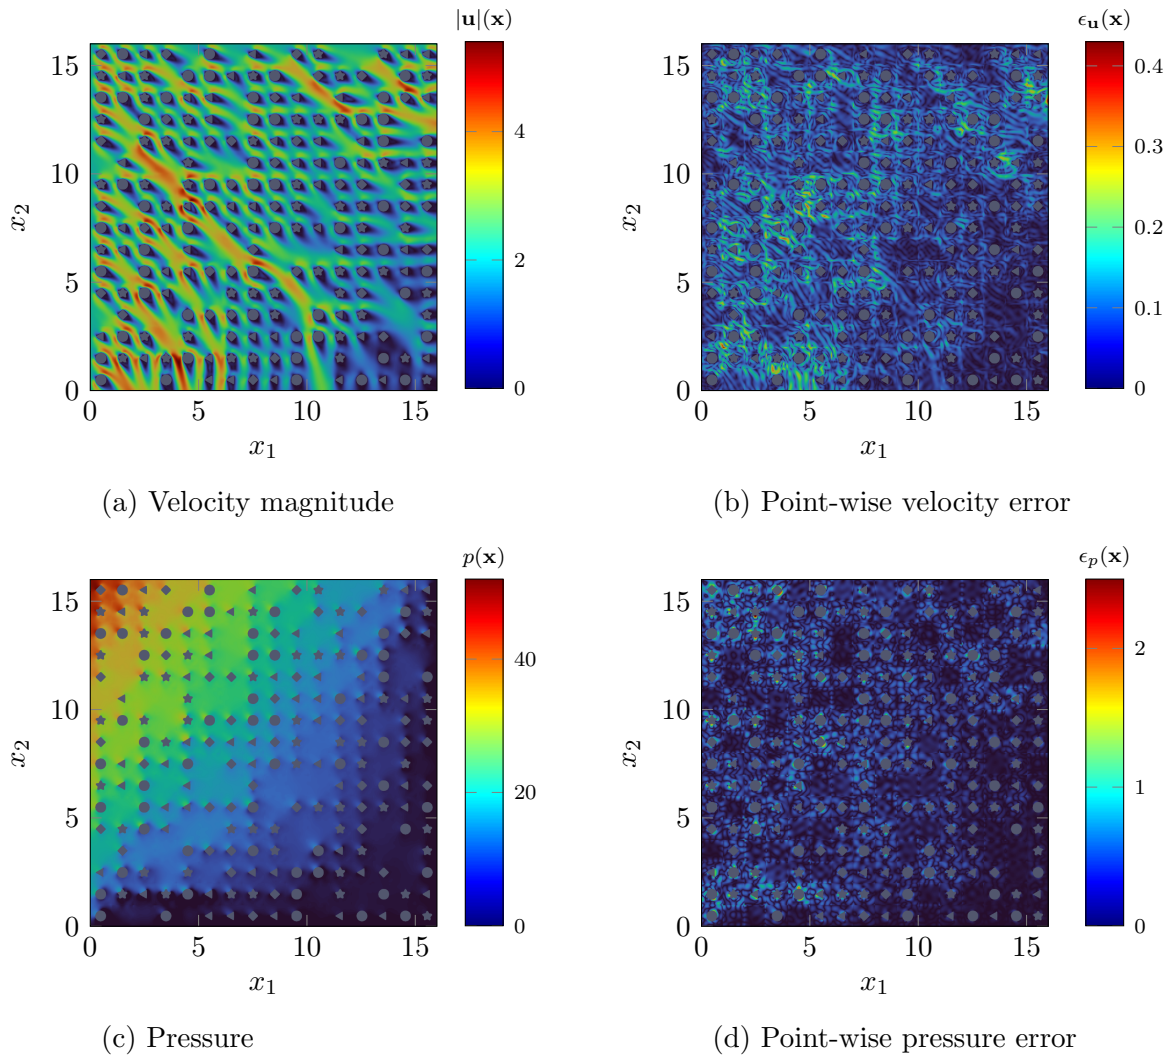 |u|(x)
15
10
5
0
x2
0 5 10 15
x1
4
2
0
(a) Velocity magnitude
ϵu(x)
15
10
5
0
x2
0 5 10 15
x1
0.4
0.3
0.2
0.1
0
(b) Point-wise velocity error
p(x)
15
10
5
0
x2
0 5 10 15
x1
40
20
0
(c) Pressure
ϵp(x)
15
10
5
0
x2
0 5 10 15
x1
2
1
0
(d) Point-wise pressure error